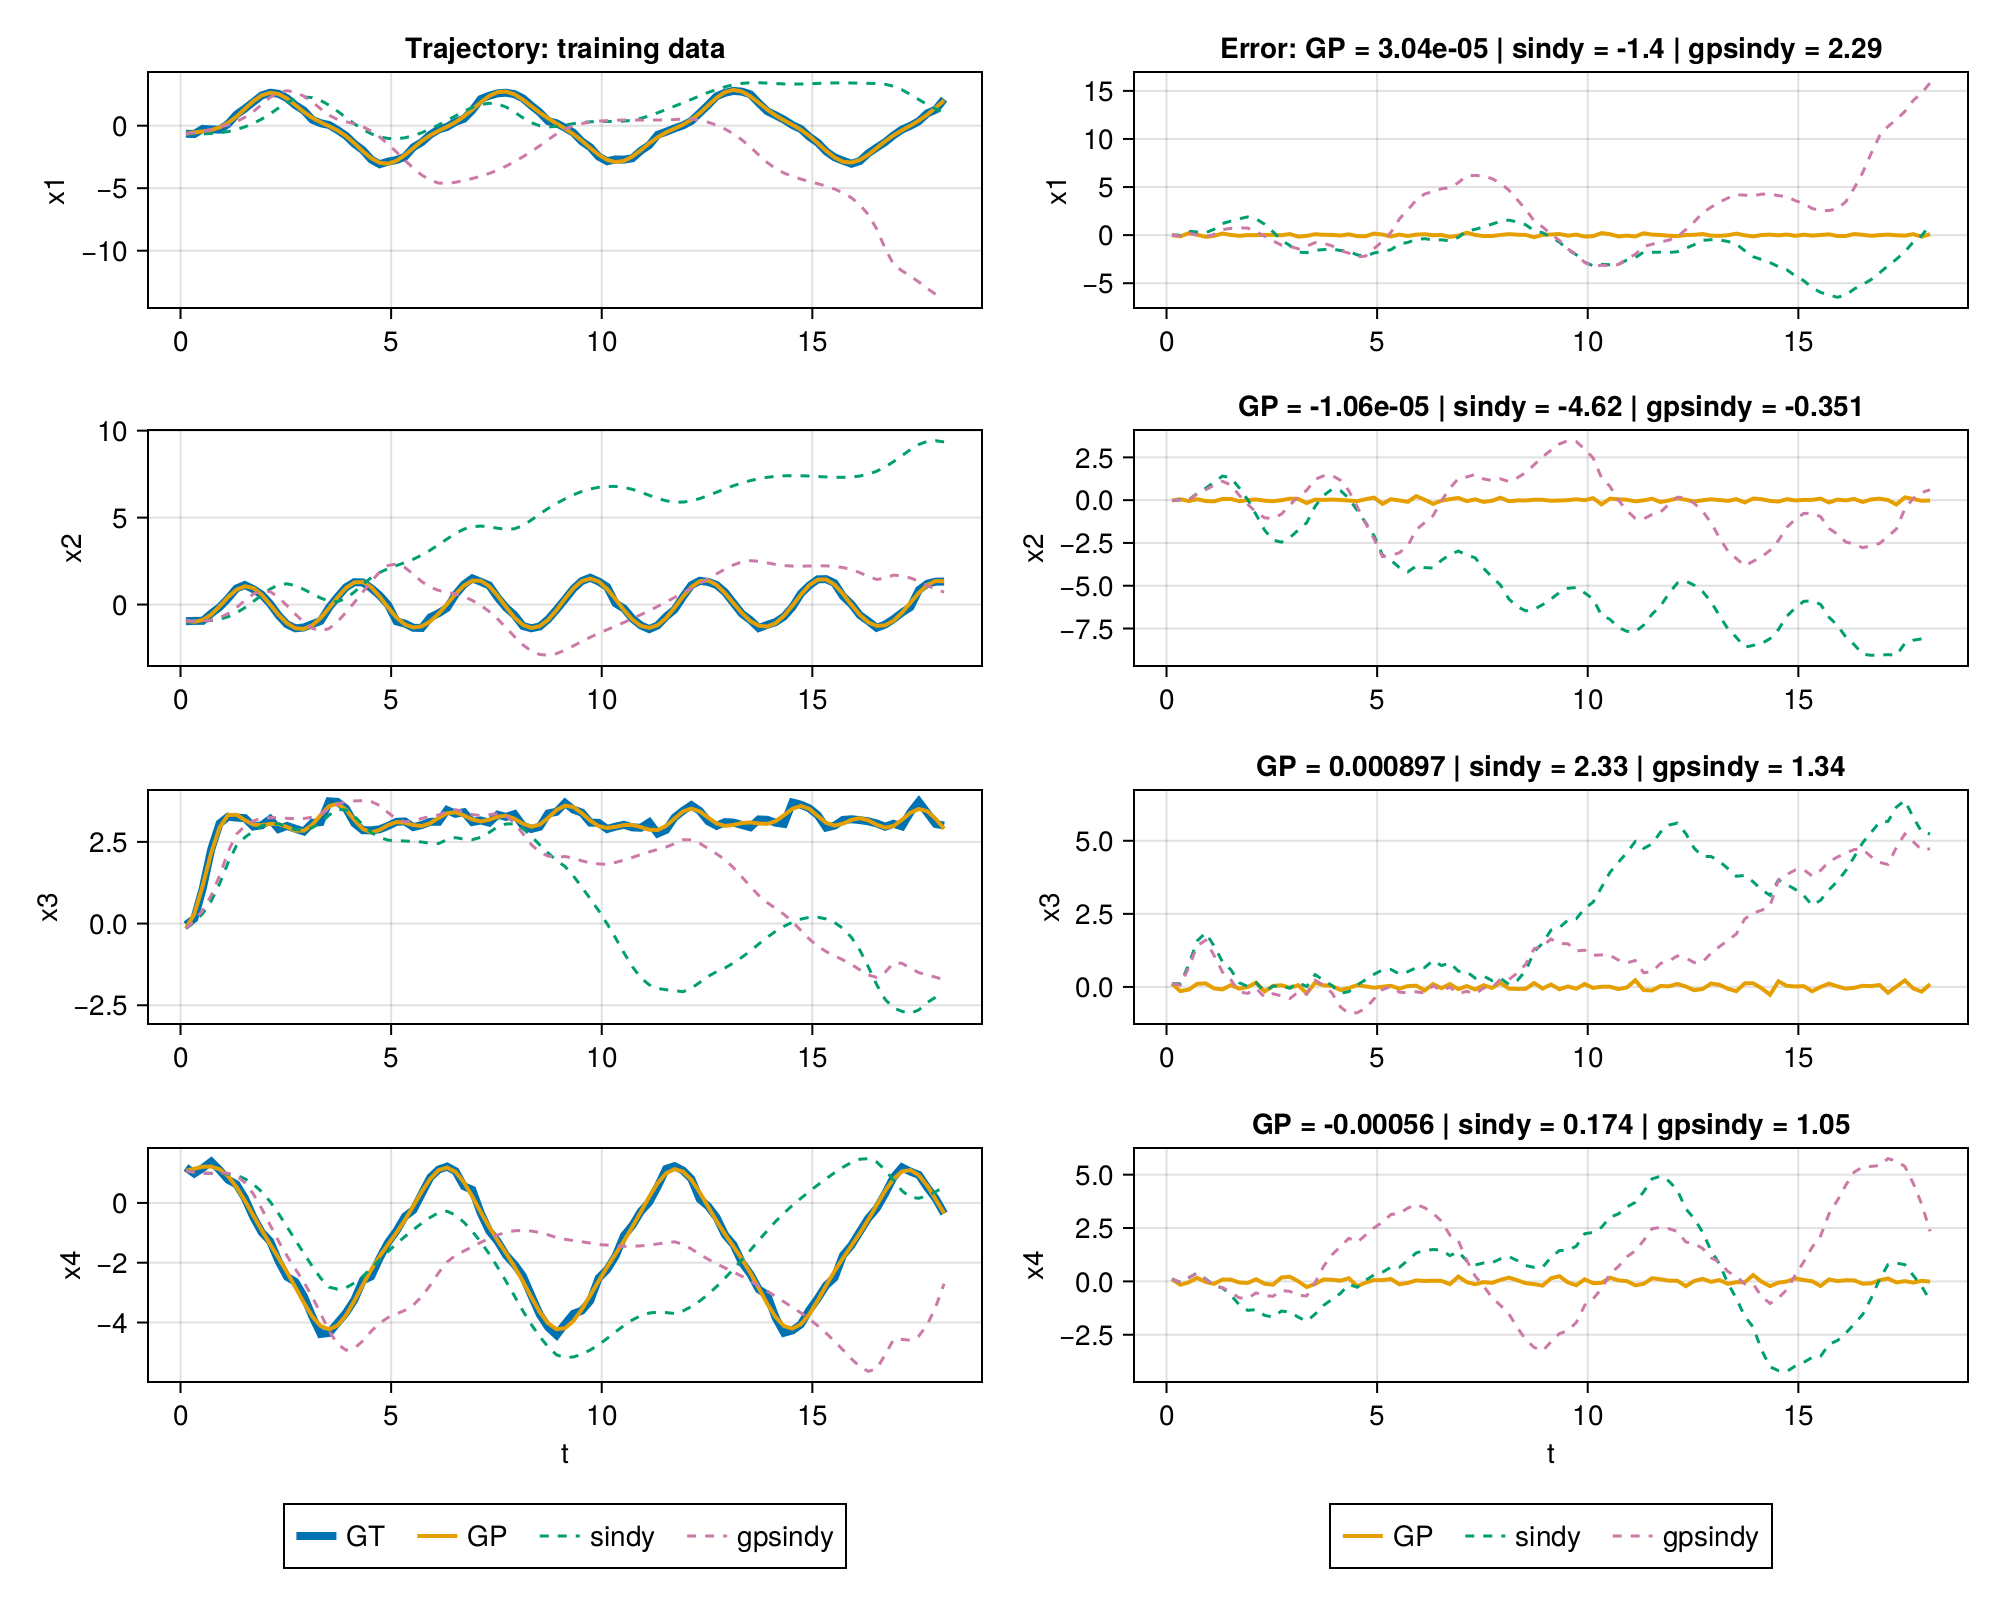 Trajectory: training data
x1
0
−5
−10
0 5 10 15
Error: GP = 3.04e-05 | sindy = -1.4 | gpsindy = 2.29
x1
15
10
5
0
−5
0 5 10 15
x2
10
5
0
0 5 10 15
GP = -1.06e-05 | sindy = -4.62 | gpsindy = -0.351
x2
2.5
0.0
−2.5
−5.0
−7.5
0 5 10 15
x3
2.5
0.0
−2.5
0 5 10 15
GP = 0.000897 | sindy = 2.33 | gpsindy = 1.34
x3
5.0
2.5
0.0
0 5 10 15
x4
0
−2
−4
0 5 10 15
t
GP = -0.00056 | sindy = 0.174 | gpsindy = 1.05
x4
5.0
2.5
0.0
−2.5
0 5 10 15
t
GT GP sindy gpsindy
GP sindy gpsindy